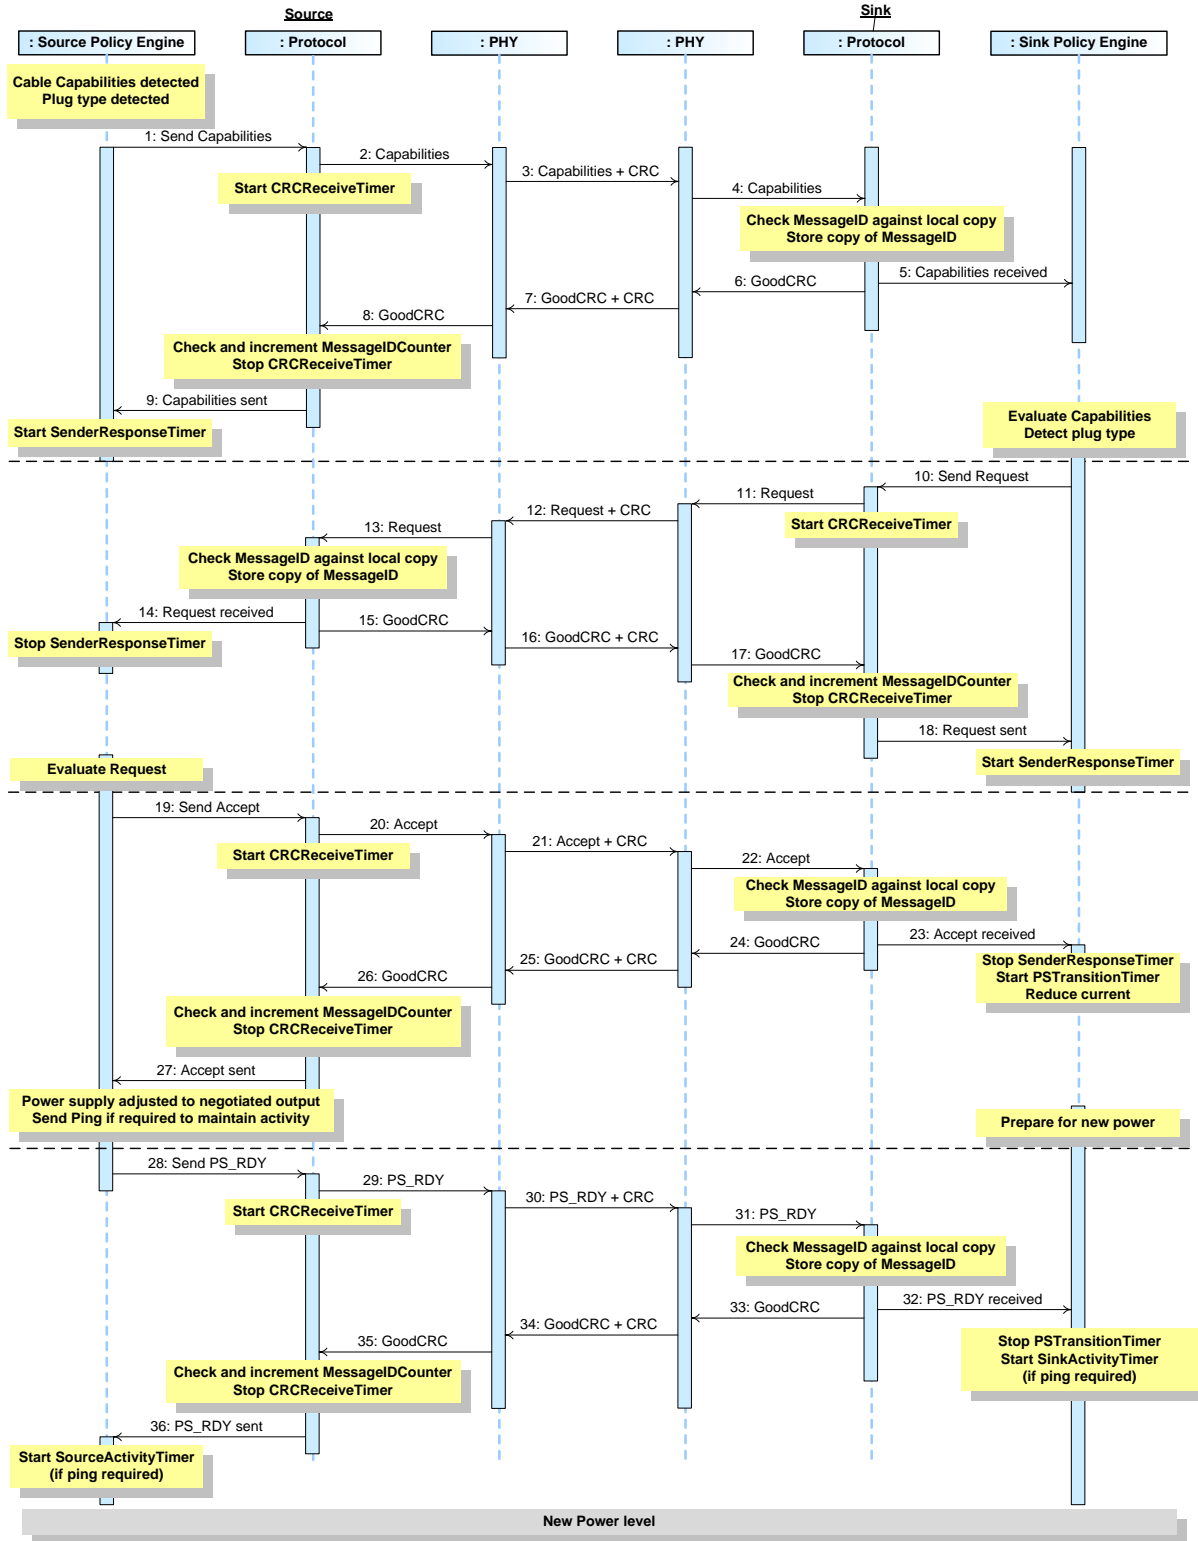 Source
Sink
: Source Policy Engine
: Protocol
: PHY
: PHY
: Protocol
: Sink Policy Engine
Cable Capabilities detected
Plug type detected
1: Send Capabilities
2: Capabilities
3: Capabilities + CRC
Start CRCReceiveTimer
4: Capabilities
Check MessageID against local copy
Store copy of MessageID
5: Capabilities received
6: GoodCRC
7: GoodCRC + CRC
8: GoodCRC
Check and increment MessageIDCounter
Stop CRCReceiveTimer
9: Capabilities sent
Start SenderResponseTimer
Evaluate Capabilities
Detect plug type
10: Send Request
11: Request
12: Request + CRC
Start CRCReceiveTimer
13: Request
Check MessageID against local copy
Store copy of MessageID
14: Request received
15: GoodCRC
Stop SenderResponseTimer
16: GoodCRC + CRC
17: GoodCRC
Check and increment MessageIDCounter
Stop CRCReceiveTimer
18: Request sent
Start SenderResponseTimer
Evaluate Request
19: Send Accept
20: Accept
21: Accept + CRC
Start CRCReceiveTimer
22: Accept
Check MessageID against local copy
Store copy of MessageID
23: Accept received
24: GoodCRC
25: GoodCRC + CRC
26: GoodCRC
Stop SenderResponseTimer
Start PSTransitionTimer
Reduce current
Check and increment MessageIDCounter
Stop CRCReceiveTimer
27: Accept sent
Power supply adjusted to negotiated output
Send Ping if required to maintain activity
Prepare for new power
28: Send PS_RDY
29: PS_RDY
30: PS_RDY + CRC
Start CRCReceiveTimer
31: PS_RDY
Check MessageID against local copy
Store copy of MessageID
32: PS_RDY received
33: GoodCRC
34: GoodCRC + CRC
35: GoodCRC
Stop PSTransitionTimer
Start SinkActivityTimer
(if ping required)
Check and increment MessageIDCounter
Stop CRCReceiveTimer
36: PS_RDY sent
Start SourceActivityTimer
(if ping required)
New Power level